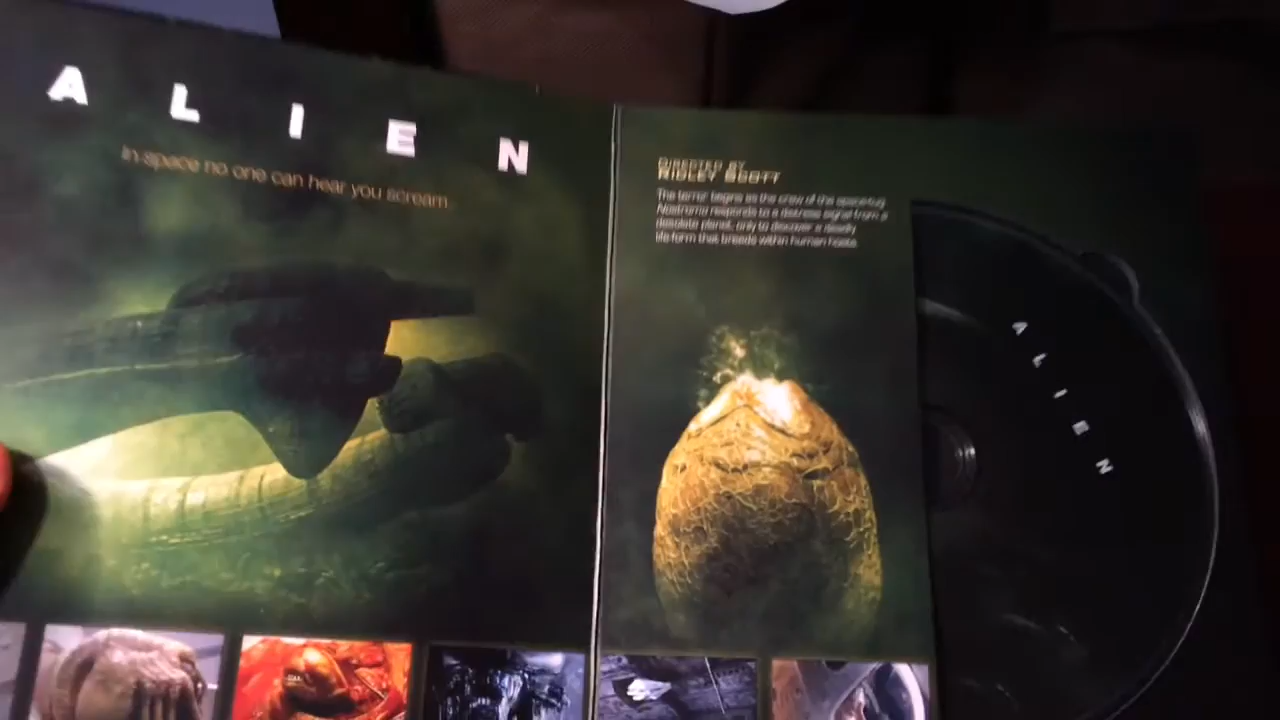 A L I E N
In space no one can hear you scream
DIRECTED BY
RIDLEY SCOTT
The terror begins as the crew of the spaceship
Nostromo responds to a distress signal from a
desolate planet, only to discover a deadly
life form that breeds within human hosts.
A L I E N